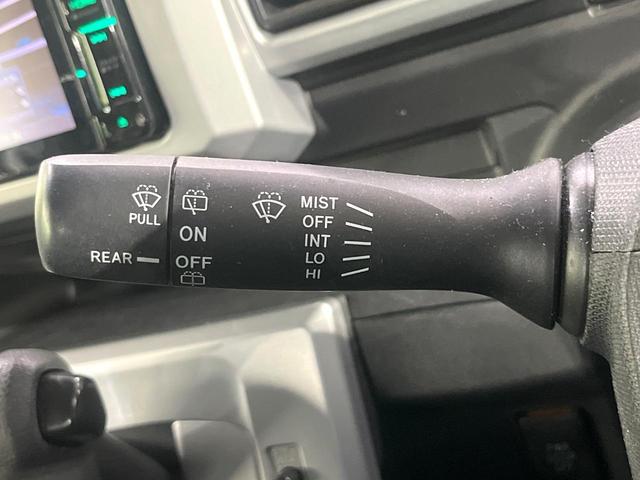 PULL
REAR
ON
OFF
MIST
OFF
INT
LO
HI